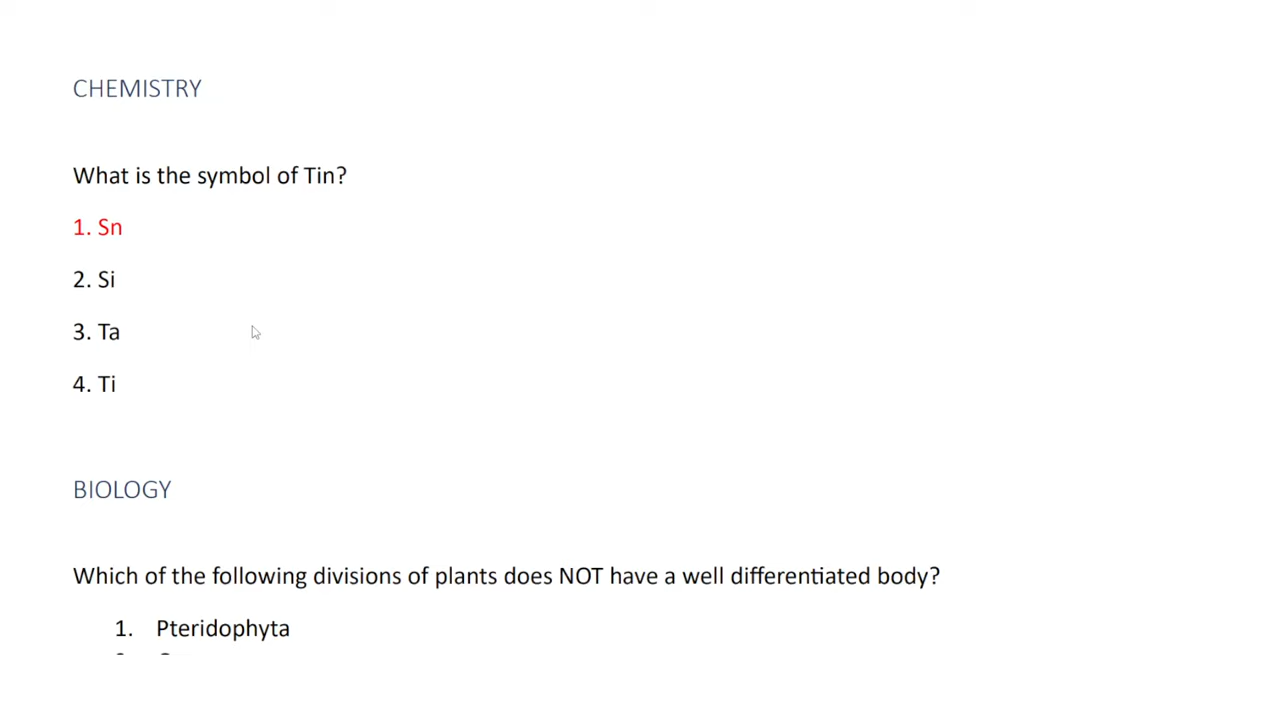 CHEMISTRY
What is the symbol of Tin?
1. Sn
2. Si
3. Ta
4. Ti
BIOLOGY
Which of the following divisions of plants does NOT have a well differentiated body?
1. Pteridophyta